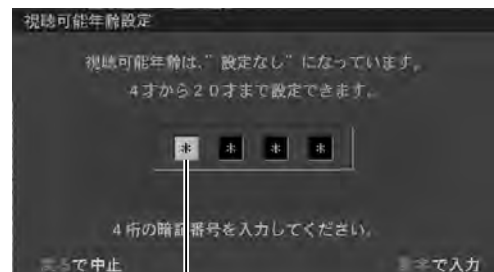 視聴可能年齢設定
視聴可能年齢は、”設定なし”になっています。
4才から20才まで設定できます。
* * * *
4桁の暗証番号を入力してください。
で中止
で入力